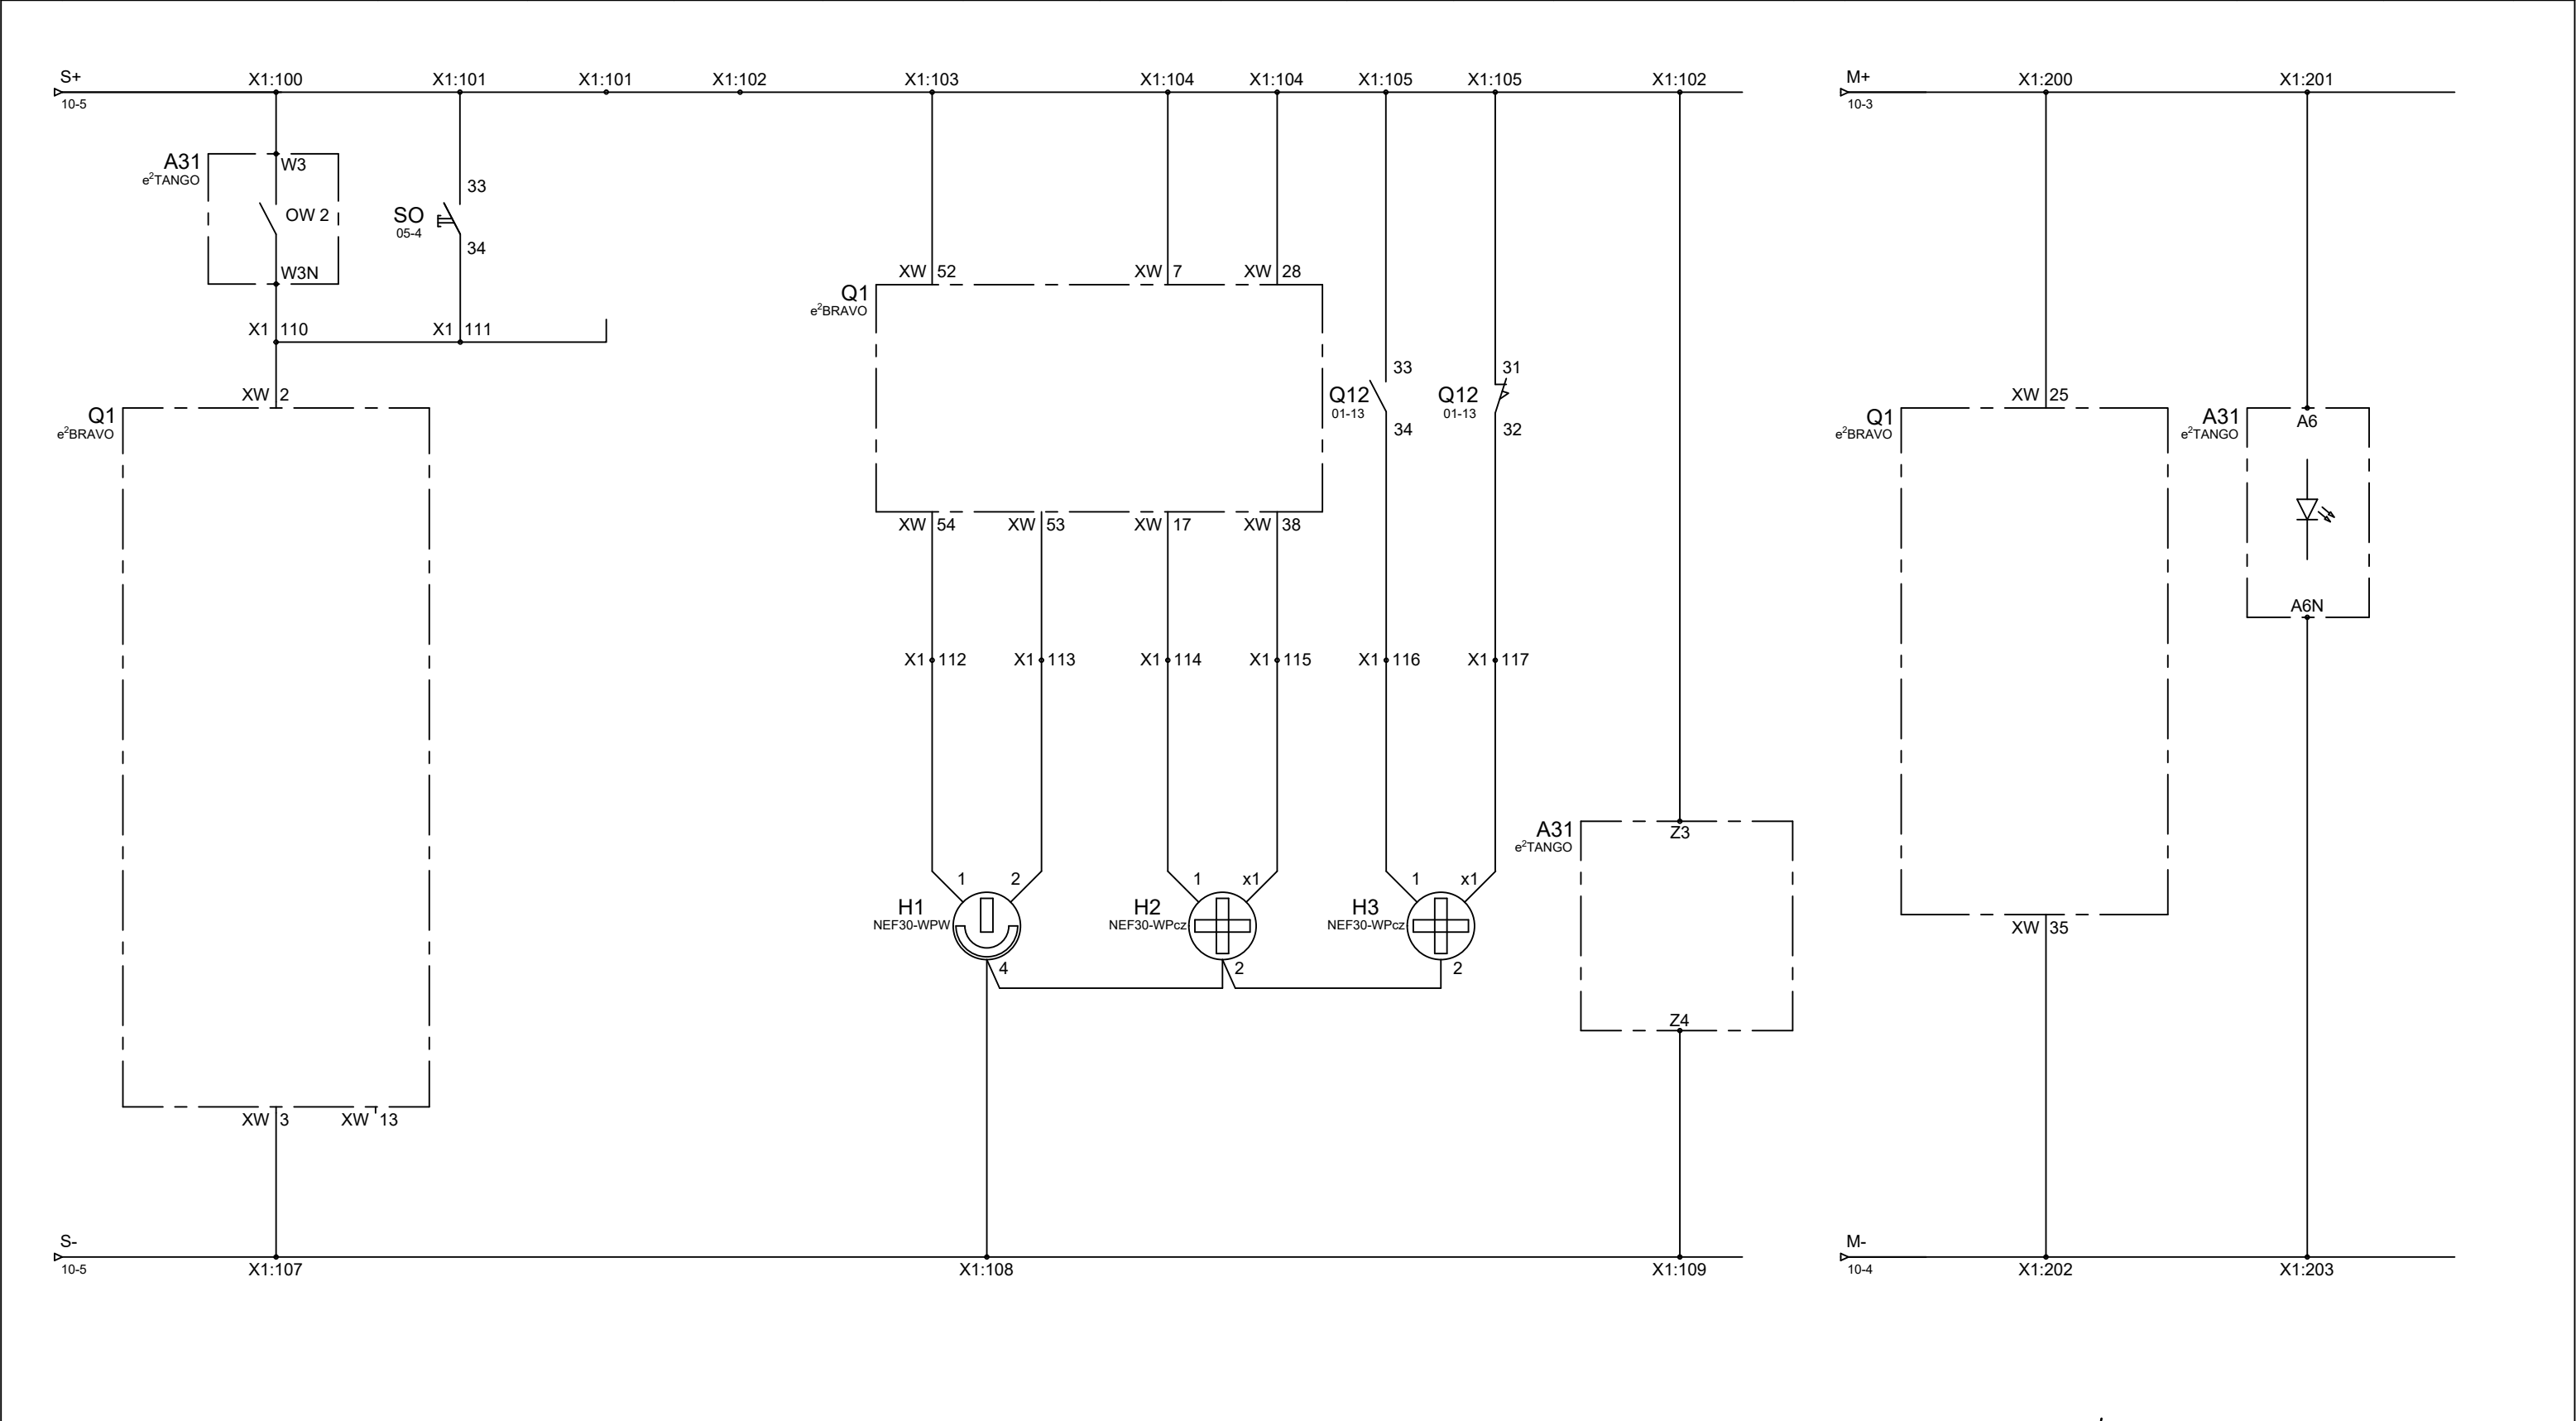 S+ X1:100 X1:101 X1:101 X1:102 X1:103 X1:104 X1:104 X1:105 X1:105 X1:102 M+ X1:200 X1:201
10-5 10-3
A31 W3
e²TANGO
33
OW 2 SO
05-4
34
W3N
XW 52 XW 7 XW 28
Q1
e²BRAVO
X1 110 X1 111
33 31
XW 2 Q12 Q12 XW 25
01-13 01-13
Q1 Q1 A31 A6
e²BRAVO 34 32 e²BRAVO e²TANGO
XW 54 XW 53 XW 17 XW 38
A6N
X1 112 X1 113 X1 114 X1 115 X1 116 X1 117
A31 Z3
e²TANGO
1 2 1 x1 1 x1
H1 H2 H3
NEF30-WPW NEF30-WPcz NEF30-WPcz
XW 35
4 2 2
Z4
XW 3 XW 13
S- M-
10-5 X1:107 X1:108 X1:109 10-4 X1:202 X1:203